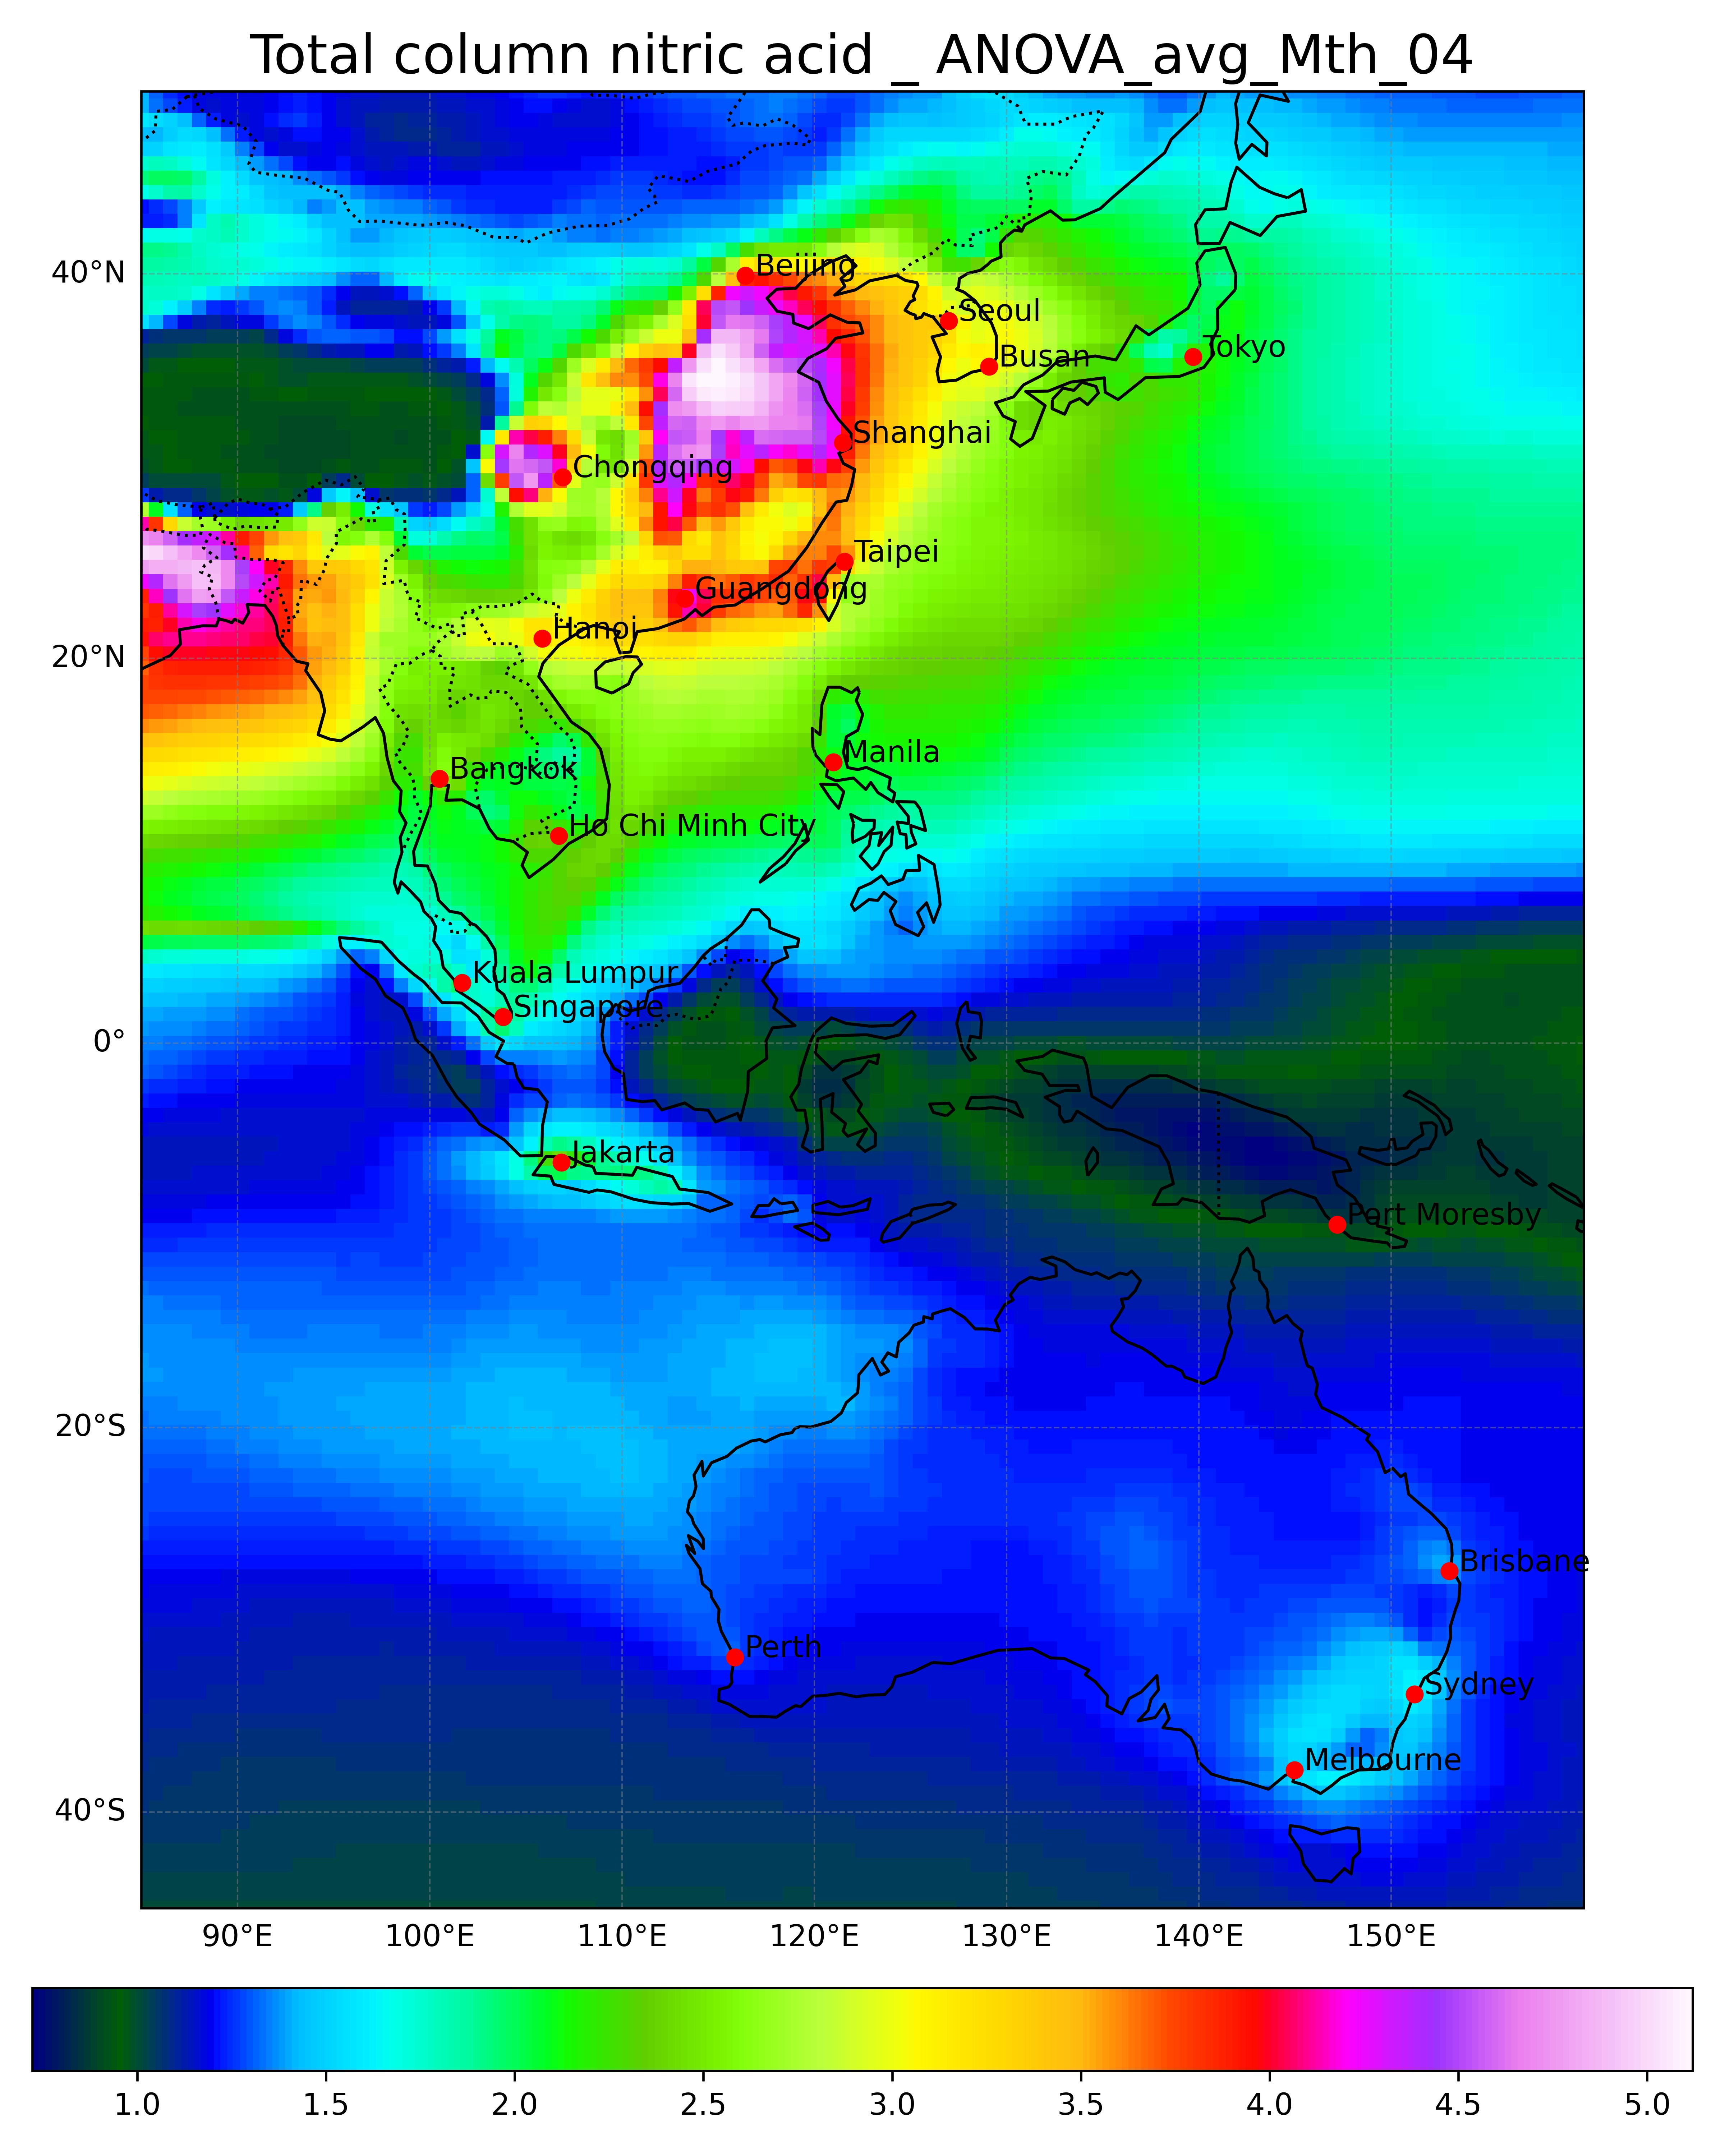 Total column nitric acid _ ANOVA_avg_Mth_04
40°N
20°N
0°
20°S
40°S
Beijing
Seoul
Tokyo
Busan
Shanghai
Chongqing
Taipei
Guangdong
Hanoi
Manila
Bangkok
Ho Chi Minh City
Kuala Lumpur
Singapore
Jakarta
Port Moresby
Brisbane
Perth
Sydney
Melbourne
90°E 100°E 110°E 120°E 130°E 140°E 150°E
1.0 1.5 2.0 2.5 3.0 3.5 4.0 4.5 5.0